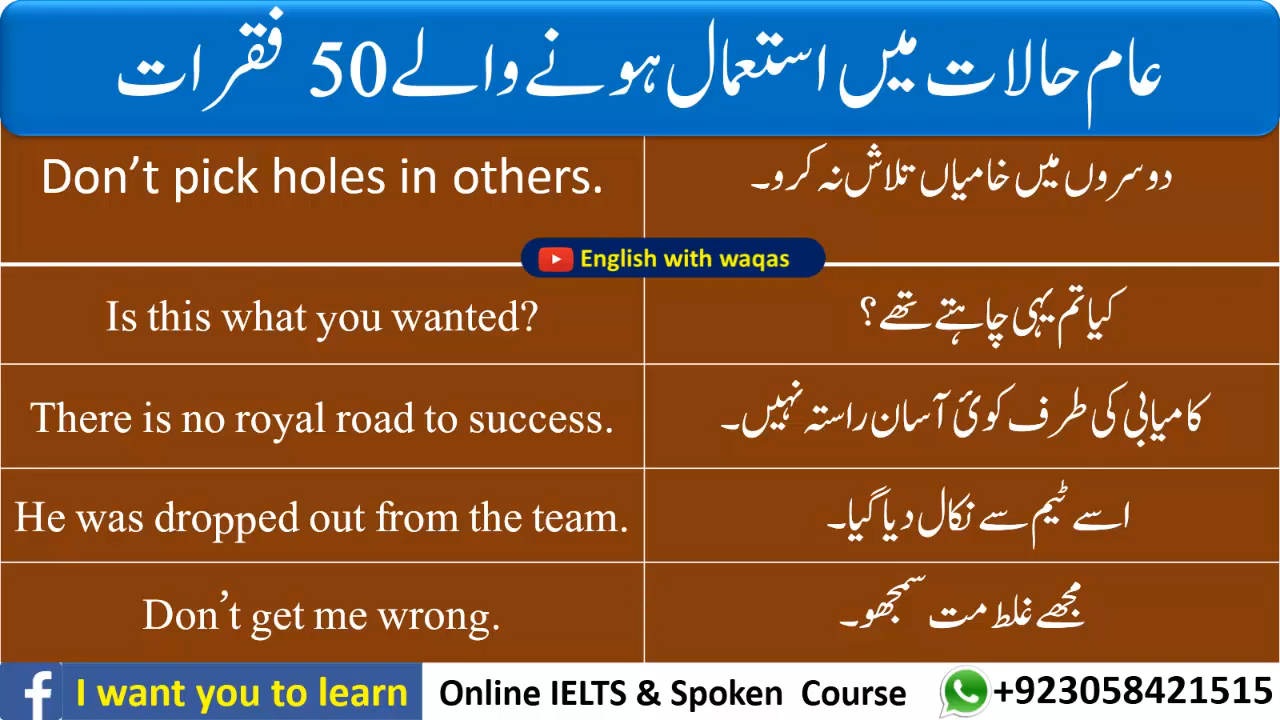 عام حالات میں استعمال ہونے والے 50 فقرات
Don’t pick holes in others.
دوسروں میں خامیاں تلاش نہ کرو۔
English with waqas
Is this what you wanted?
کیا تم یہی چاہتے تھے؟
There is no royal road to success.
کامیابی کی طرف کوئ آسان راستہ نہیں۔
He was dropped out from the team.
اسے ٹیم سے نکال دیا گیا۔
Don’t get me wrong.
مجھے غلط مت سمجھو۔
f I want you to learn
Online IELTS & Spoken Course
+923058421515